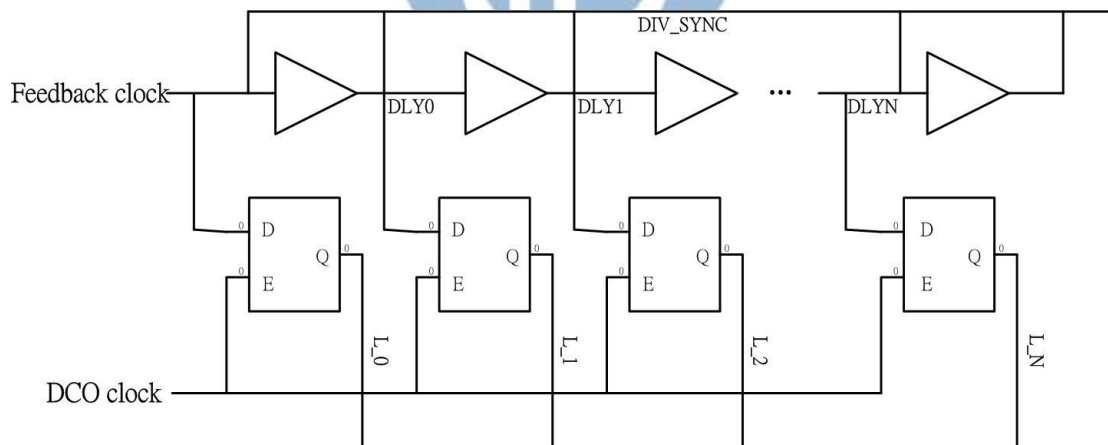 DIV_SYNC
Feedback clock
DLY0
DLY1
...
DLYN
0
D
0
E
Q
0
0
D
0
E
Q
0
0
D
0
E
Q
0
0
D
0
E
Q
0
L_0
L_1
L_2
L_N
DCO clock